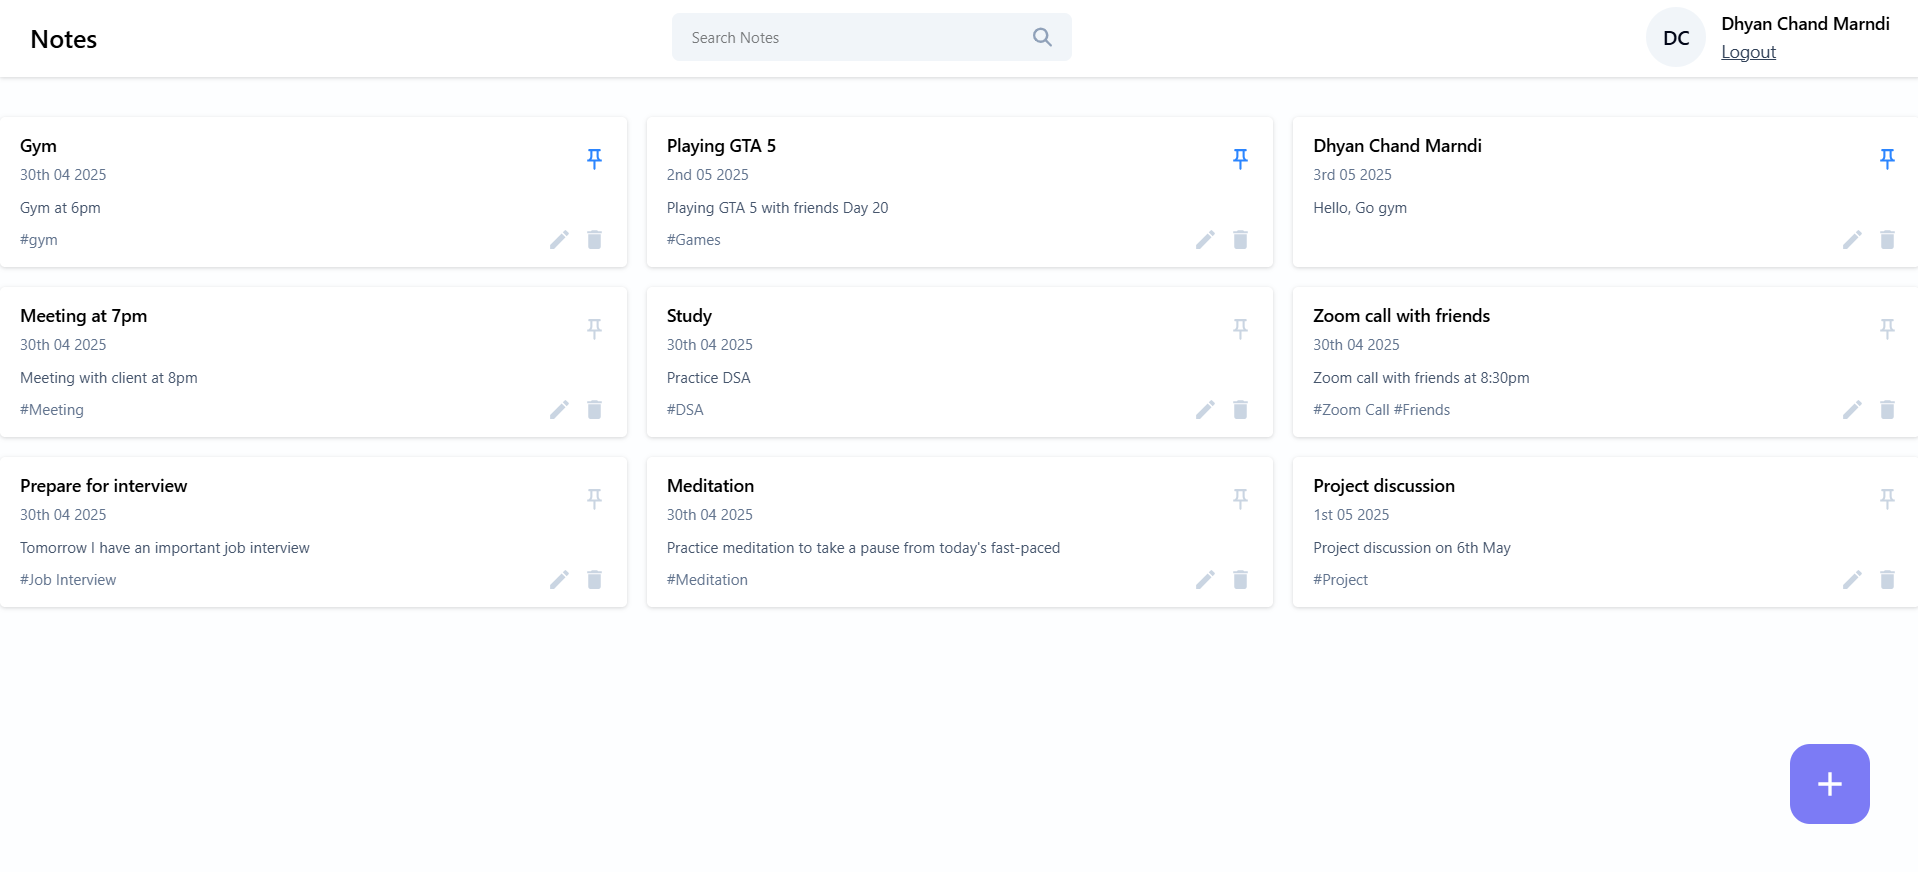 Notes
Search Notes
DC
Dhyan Chand Marndi
Logout
Gym
30th 04 2025
Gym at 6pm
#gym
Playing GTA 5
2nd 05 2025
Playing GTA 5 with friends Day 20
#Games
Dhyan Chand Marndi
3rd 05 2025
Hello, Go gym
Meeting at 7pm
30th 04 2025
Meeting with client at 8pm
#Meeting
Study
30th 04 2025
Practice DSA
#DSA
Zoom call with friends
30th 04 2025
Zoom call with friends at 8:30pm
#Zoom Call #Friends
Prepare for interview
30th 04 2025
Tomorrow I have an important job interview
#Job Interview
Meditation
30th 04 2025
Practice meditation to take a pause from today's fast-paced
#Meditation
Project discussion
1st 05 2025
Project discussion on 6th May
#Project